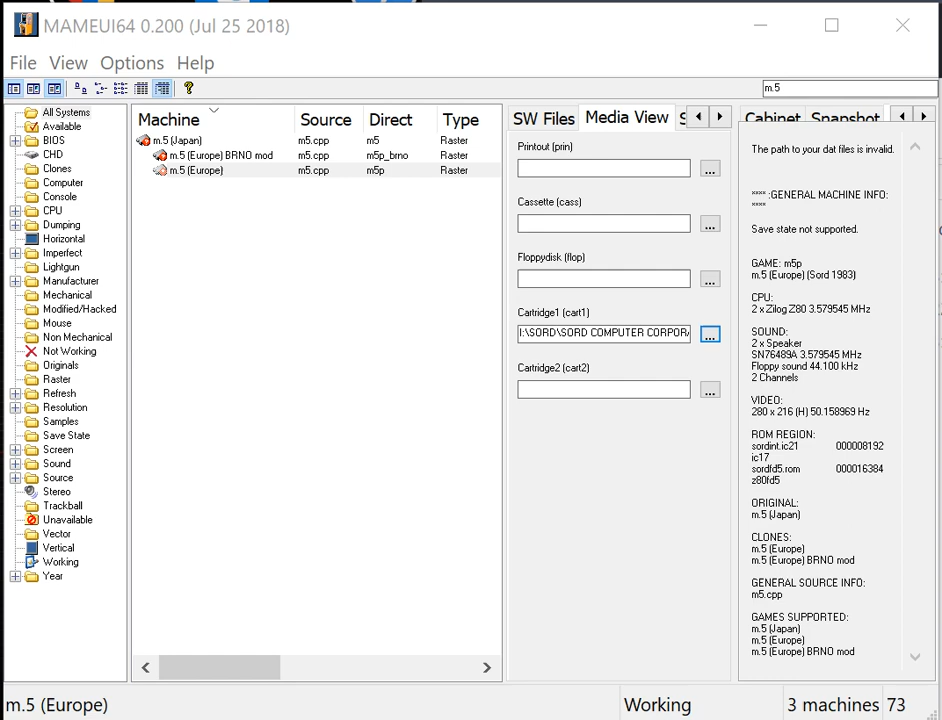 MAMEUI64 0.200 (Jul 25 2018)
File View Options Help
m.5
All Systems
Available
BIOS
CHD
Clones
Computer
Console
CPU
Dumping
Horizontal
Imperfect
Lightgun
Manufacturer
Mechanical
Modified/Hacked
Mouse
Non Mechanical
Not Working
Originals
Raster
Refresh
Resolution
Samples
Save State
Screen
Sound
Source
Stereo
Trackball
Unavailable
Vector
Vertical
Working
Year
Machine Source Direct Type
m.5 (Japan) m5.cpp m5 Raster
m.5 (Europe) BRNO mod m5.cpp m5p_brno Raster
m.5 (Europe) m5.cpp m5p Raster
SW Files Media View S
Printout (prin)
...
Cassette (cass)
...
Floppydisk (flop)
...
Cartridge1 (cart1)
I:\SORD\SORD COMPUTER CORPORA
...
Cartridge2 (cart2)
...
Cabinet Snapshot
The path to your dat files is invalid.
**** :GENERAL MACHINE INFO:
****
Save state not supported.
GAME: m5p
m.5 (Europe) (Sord 1983)
CPU:
2 x Zilog Z80 3.579545 MHz
SOUND:
2 x Speaker
SN76489A 3.579545 MHz
Floppy sound 44.100 kHz
2 Channels
VIDEO:
280 x 216 (H) 50.158969 Hz
ROM REGION:
sordint.ic21 000008192
ic17
sordfd5.rom 000016384
z80fd5
ORIGINAL:
m.5 (Japan)
CLONES:
m.5 (Europe)
m.5 (Europe) BRNO mod
GENERAL SOURCE INFO:
m5.cpp
GAMES SUPPORTED:
m.5 (Japan)
m.5 (Europe)
m.5 (Europe) BRNO mod
m.5 (Europe) Working 3 machines 73